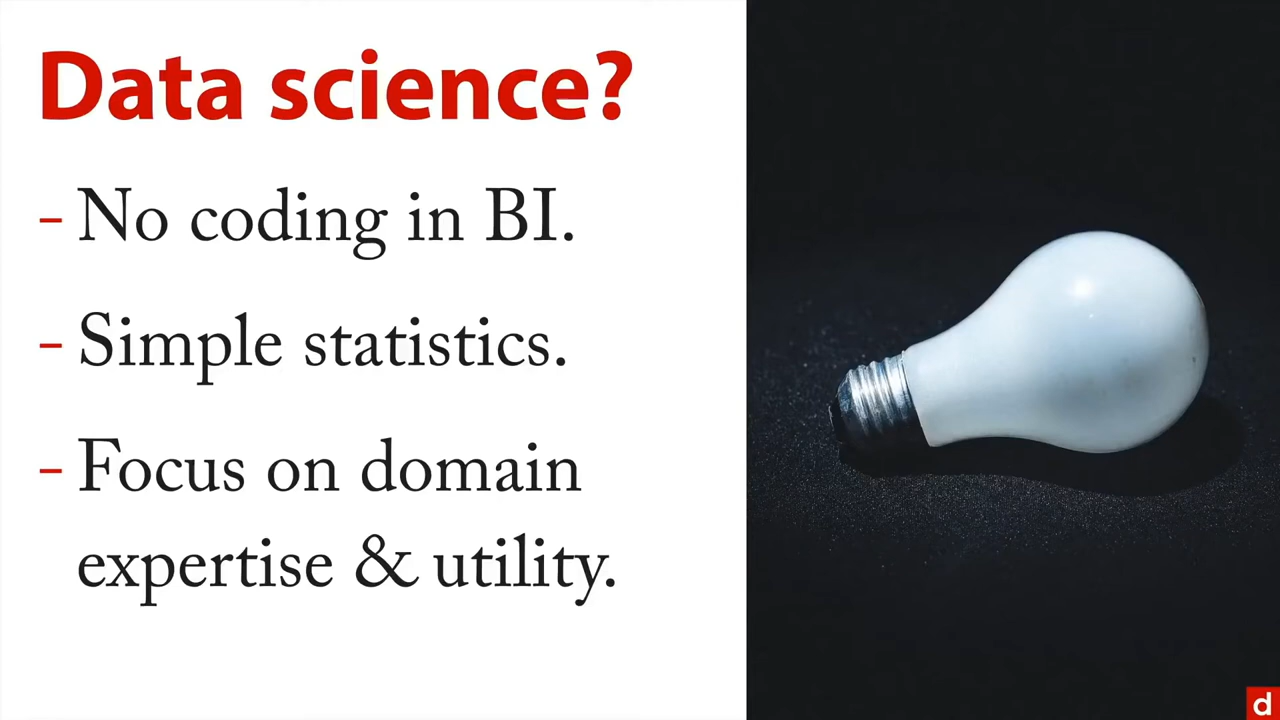 Data science?
- No coding in BI.
- Simple statistics.
- Focus on domain
expertise & utility.
d